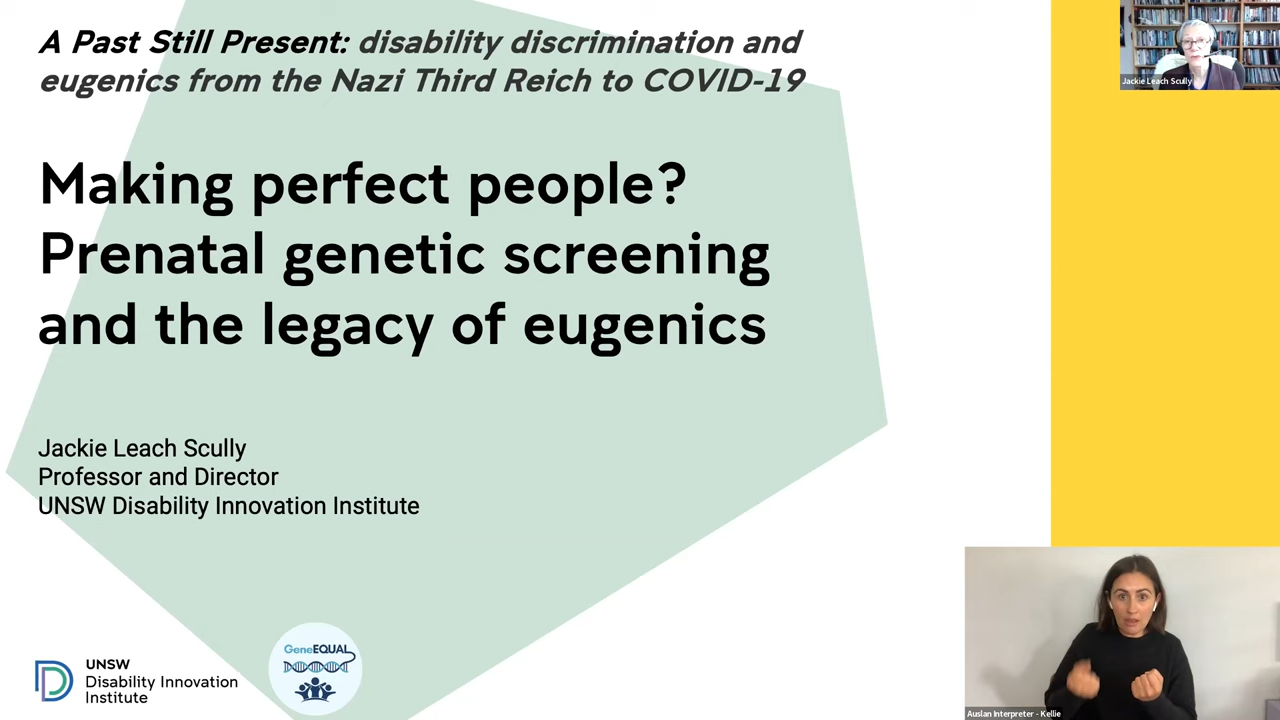 A Past Still Present: disability discrimination and
eugenics from the Nazi Third Reich to COVID-19
Jackie Leach Scully
Making perfect people?
Prenatal genetic screening
and the legacy of eugenics
Jackie Leach Scully
Professor and Director
UNSW Disability Innovation Institute
UNSW
Disability Innovation
Institute
GeneEQUAL
Auslan Interpreter - Kellie